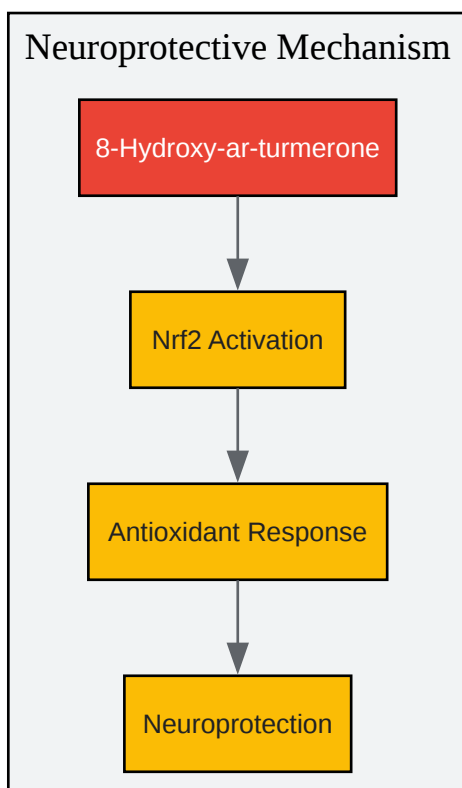 Neuroprotective Mechanism
8-Hydroxy-ar-turmerone
Nrf2 Activation
Antioxidant Response
Neuroprotection